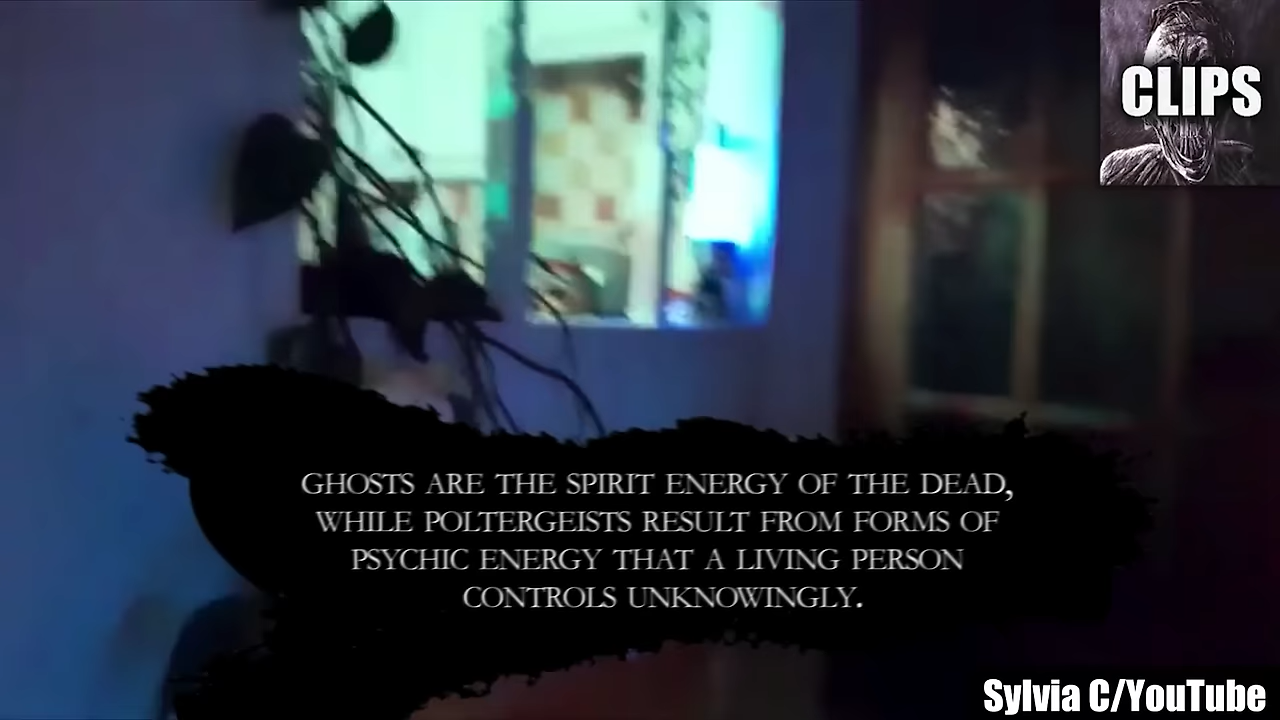 CLIPS
GHOSTS ARE THE SPIRIT ENERGY OF THE DEAD,
WHILE POLTERGEISTS RESULT FROM FORMS OF
PSYCHIC ENERGY THAT A LIVING PERSON
CONTROLS UNKNOWINGLY.
Sylvia C/YouTube